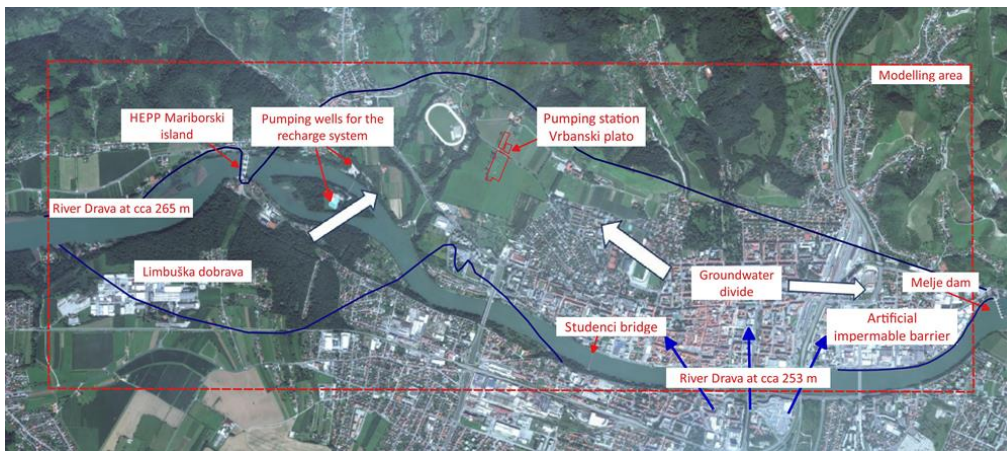 Modelling area
HEPP Mariborski
island
Pumping wells for the
recharge system
Pumping station
Vrbanski plato
River Drava at cca 265 m
Limbuška dobrava
Groundwater
divide
Melje dam
Studenci bridge
Artificial
impermable barrier
River Drava at cca 253 m